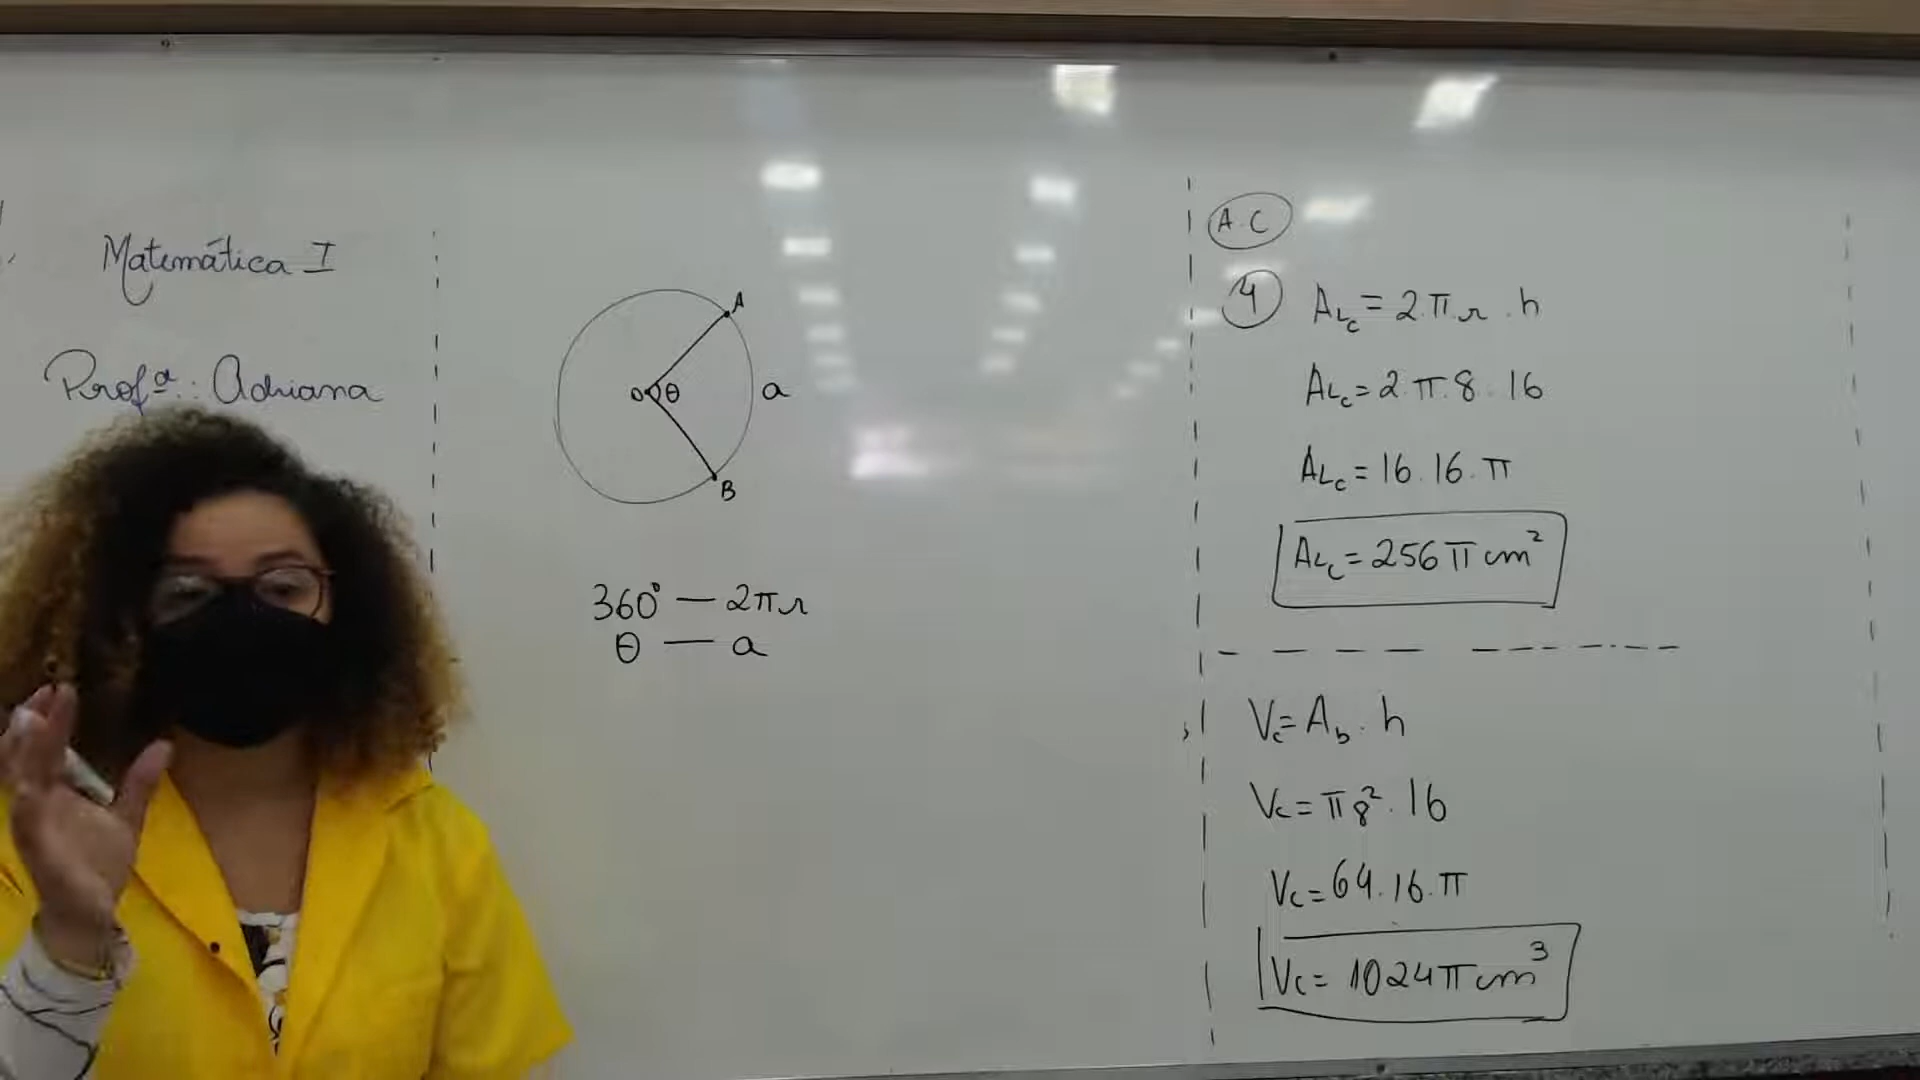 Matemática I
Profª: Adriana
A
O θ a
B
360° — 2πr
θ — a
A.C
4 ALc = 2.π.r.h
ALc = 2.π.8.16
ALc = 16.16.π
ALc = 256π cm²
Vc = Ab.h
Vc = π8².16
Vc = 64.16.π
Vc = 1024π cm³